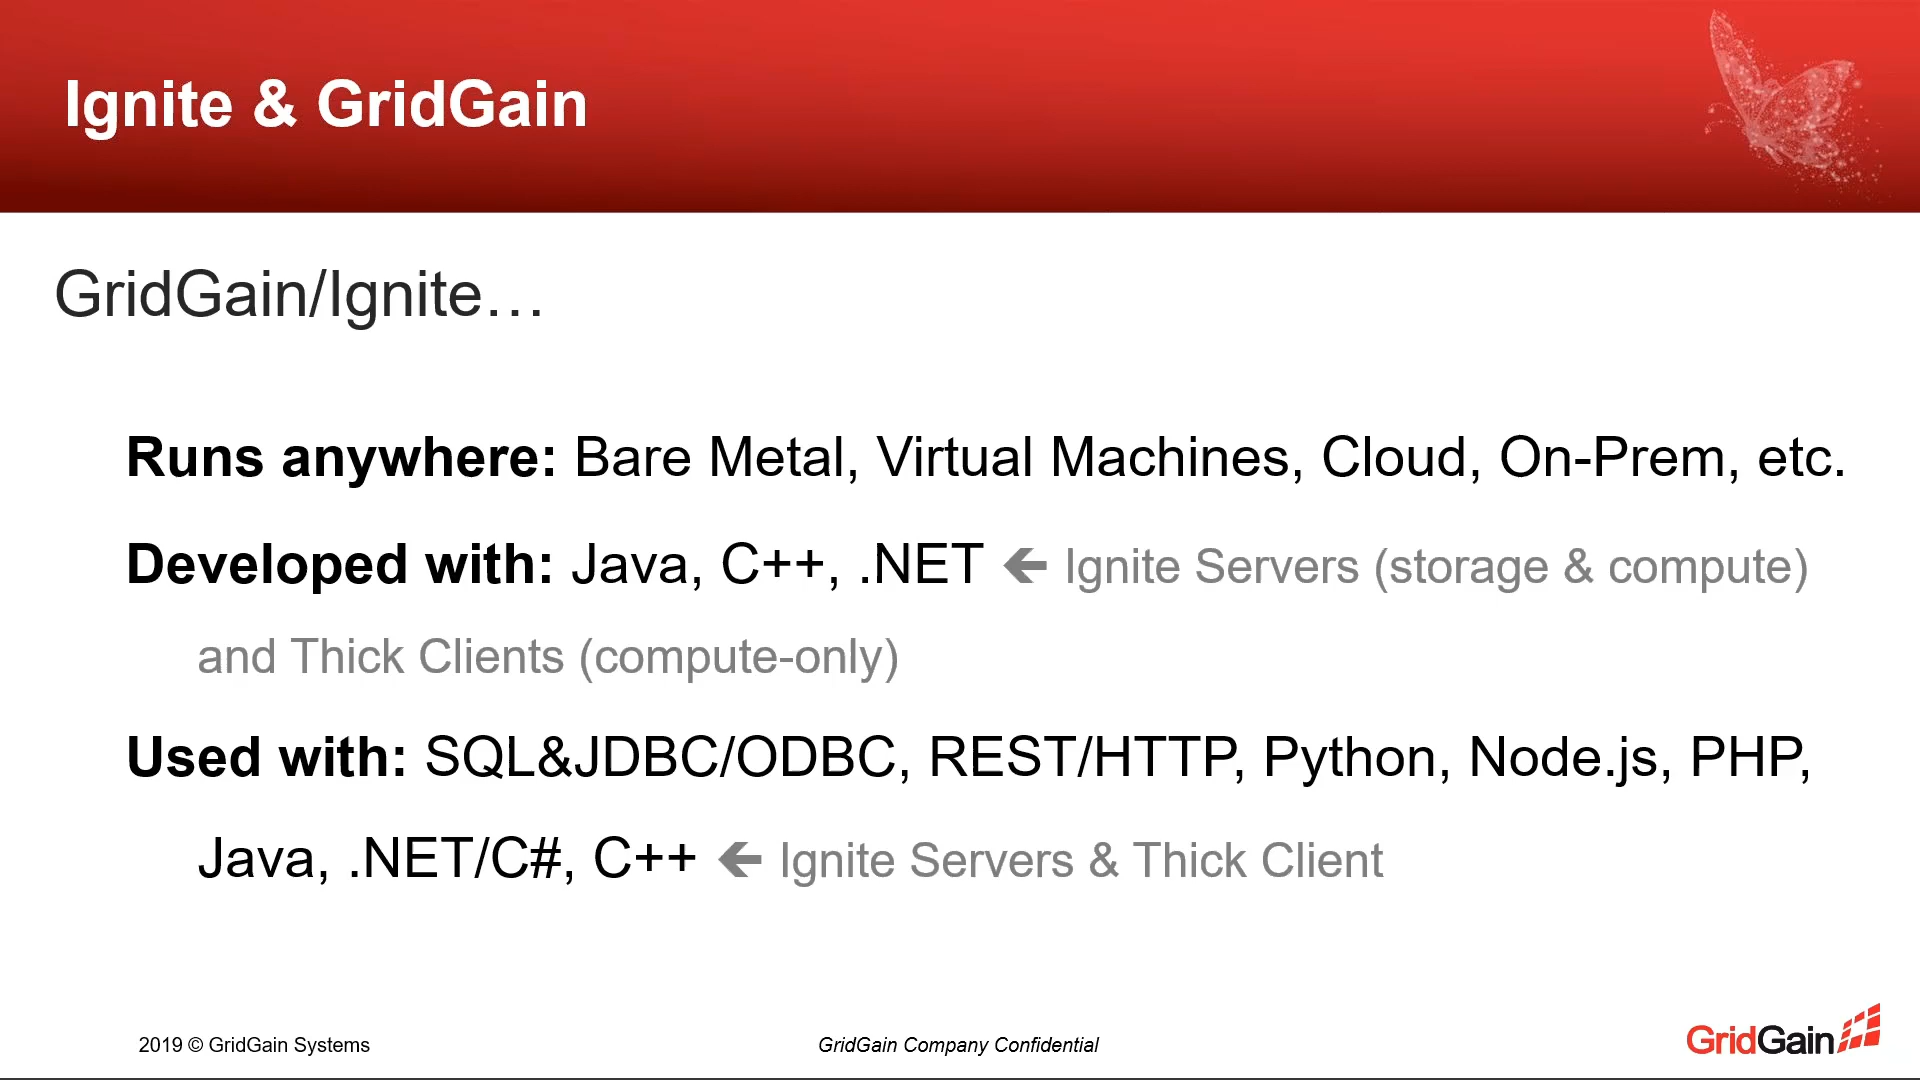 Ignite & GridGain
GridGain/Ignite…
Runs anywhere: Bare Metal, Virtual Machines, Cloud, On-Prem, etc.
Developed with: Java, C++, .NET 🡰 Ignite Servers (storage & compute)
and Thick Clients (compute-only)
Used with: SQL&JDBC/ODBC, REST/HTTP, Python, Node.js, PHP,
Java, .NET/C#, C++ 🡰 Ignite Servers & Thick Client
2019 © GridGain Systems
GridGain Company Confidential
GridGain